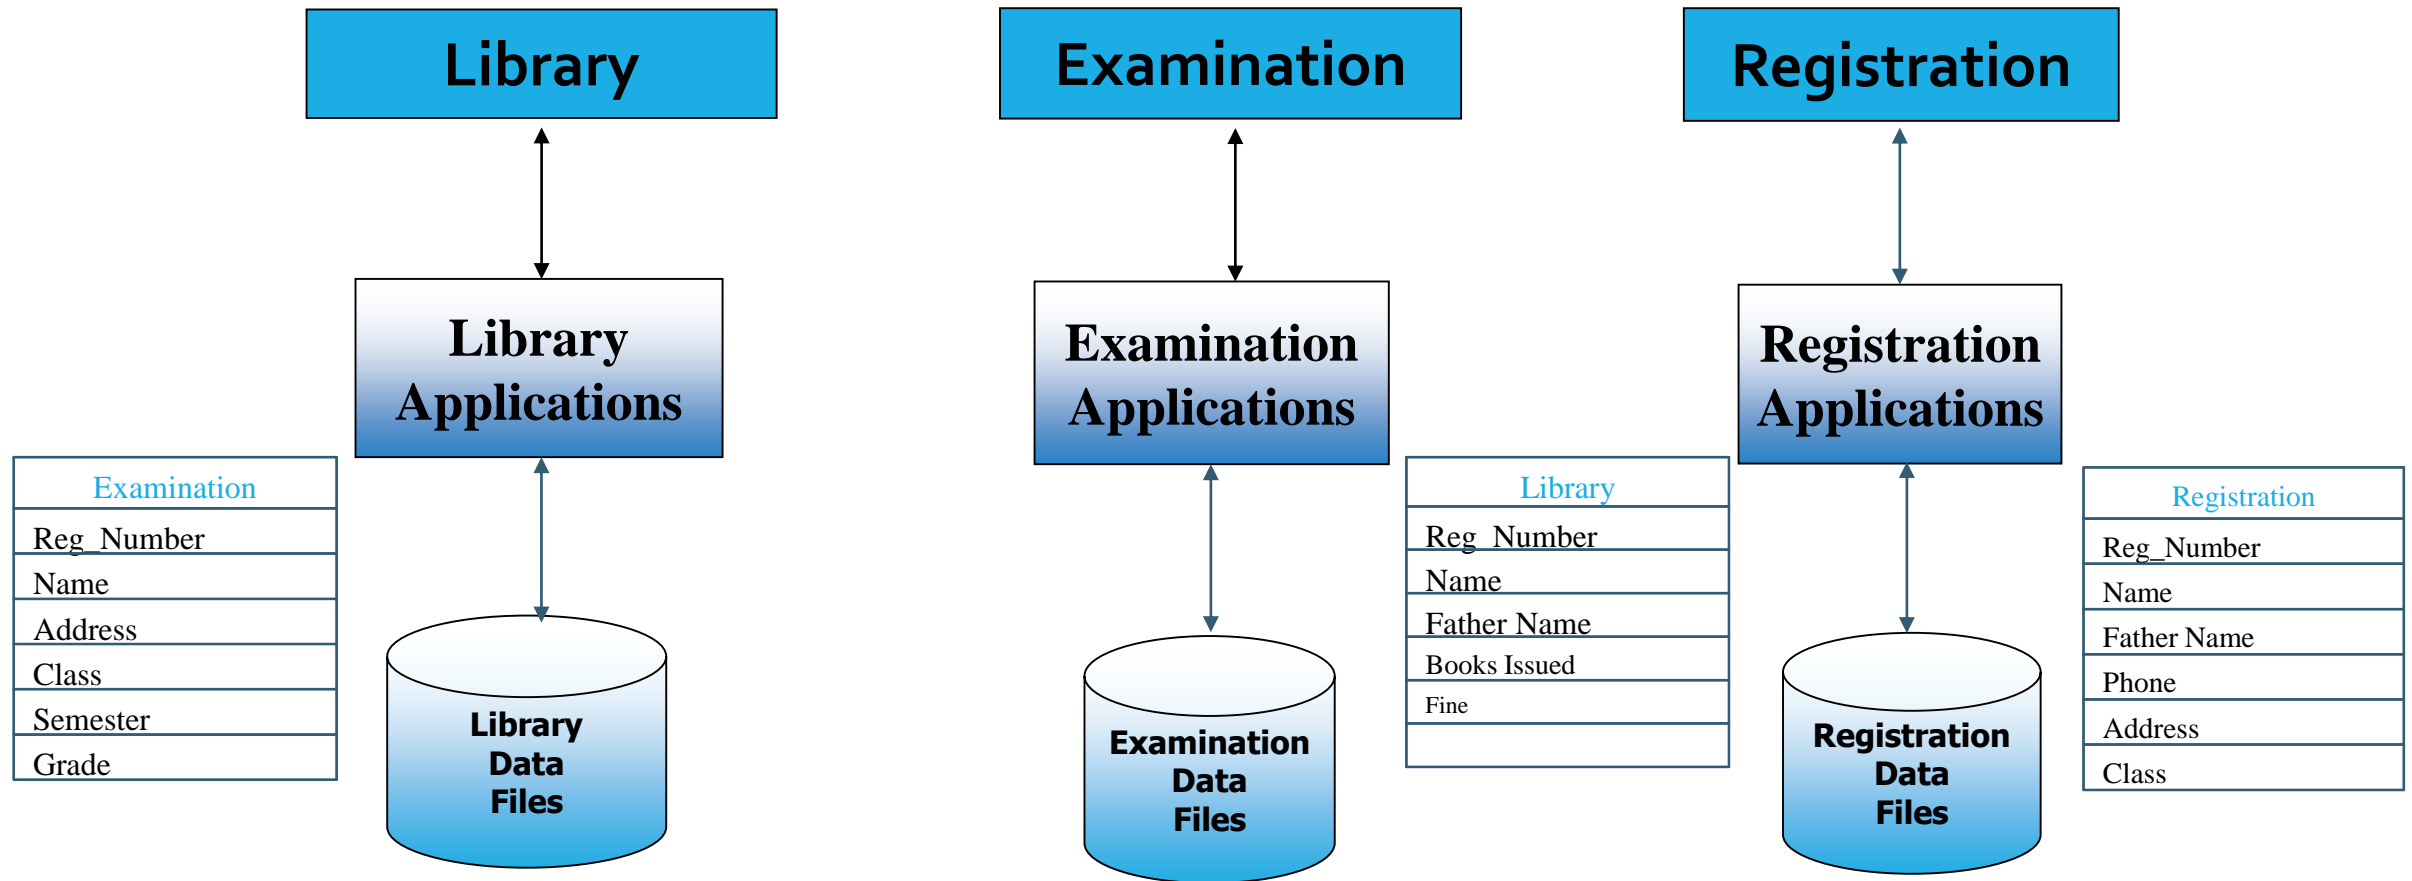 Library
Examination
Registration
Library
Applications
Examination
Applications
Registration
Applications
Examination
Reg_Number
Name
Address
Class
Semester
Grade
Library
Data
Files
Examination
Data
Files
Library
Reg_Number
Name
Father Name
Books Issued
Fine
Registration
Data
Files
Registration
Reg_Number
Name
Father Name
Phone
Address
Class